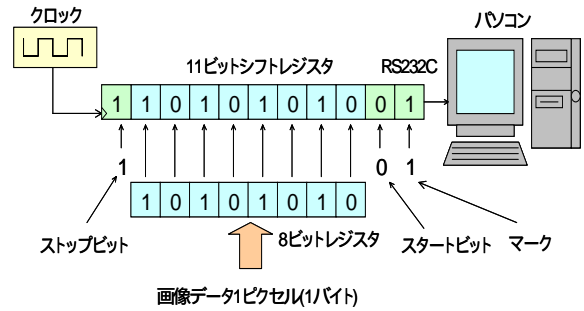 クロック
パソコン
11ビットシフトレジスタ
RS232C
1 1 0 1 0 1 0 1 0 0 1
1 0 1
1 0 1 0 1 0 1 0
ストップビット
8ビットレジスタ
スタートビット
マーク
画像データ1ピクセル(1バイト)